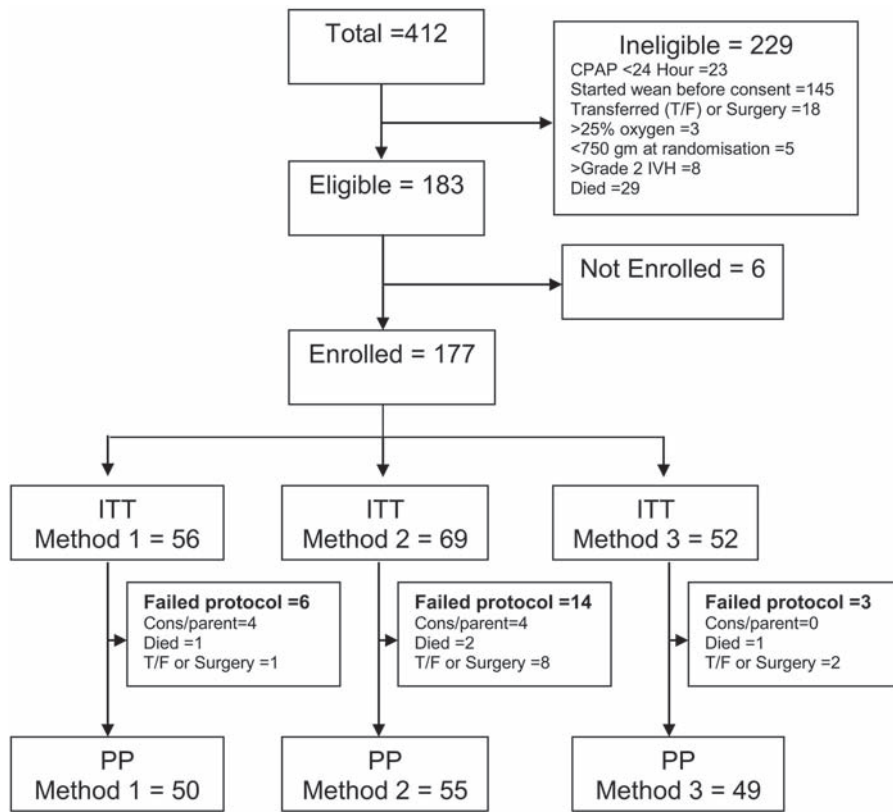 Total =412
Ineligible = 229
CPAP <24 Hour =23
Started wean before consent =145
Transferred (T/F) or Surgery =18
>25% oxygen =3
<750 gm at randomisation =5
>Grade 2 IVH =8
Died =29
Eligible = 183
Not Enrolled = 6
Enrolled = 177
ITT
Method 1 = 56
ITT
Method 2 = 69
ITT
Method 3 = 52
Failed protocol =6
Cons/parent=4
Died =1
T/F or Surgery =1
Failed protocol =14
Cons/parent=4
Died =2
T/F or Surgery =8
Failed protocol =3
Cons/parent=0
Died =1
T/F or Surgery =2
PP
Method 1 = 50
PP
Method 2 = 55
PP
Method 3 = 49